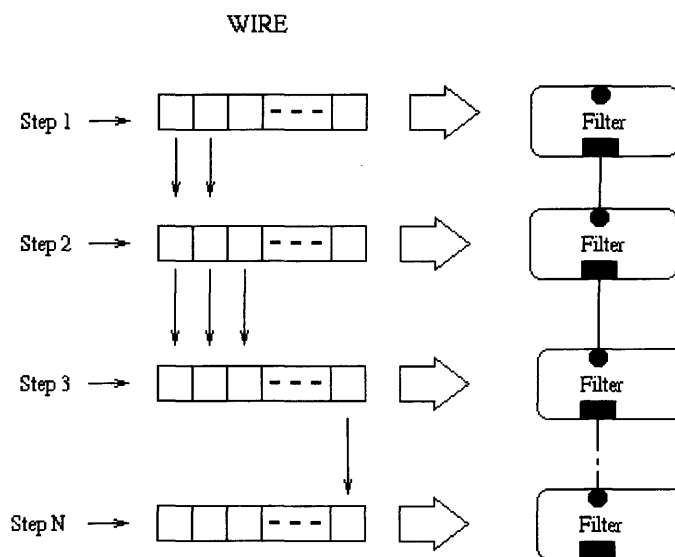 WIRE
Step 1
Filter
Step 2
Filter
Step 3
Filter
Step N
Filter